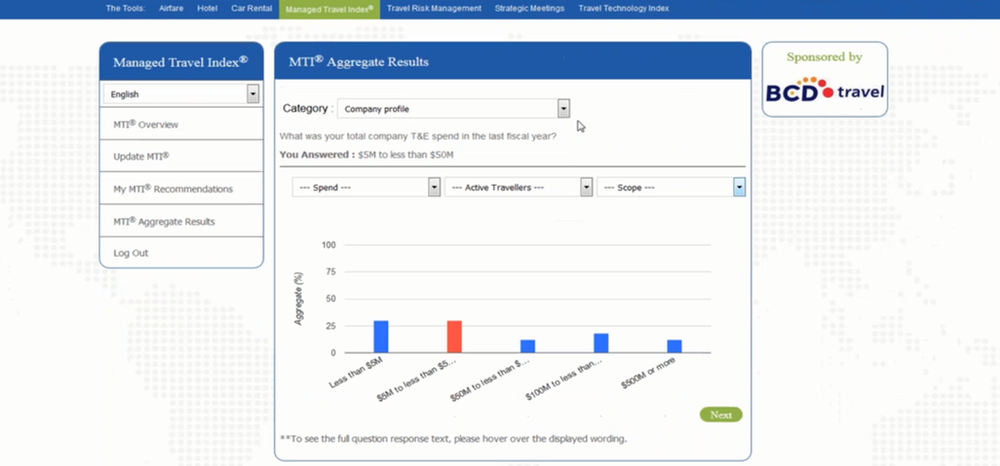 The Tools: Airfare Hotel Car Rental Managed Travel Index® Travel Risk Management Strategic Meetings Travel Technology Index
Managed Travel Index®
English
MTI® Overview
Update MTI®
My MTI® Recommendations
MTI® Aggregate Results
Log Out
MTI® Aggregate Results
Category : Company profile
What was your total company T&E spend in the last fiscal year?
You Answered : $5M to less than $50M
--- Spend --- --- Active Travellers --- --- Scope ---
Aggregate (%)
100
75
50
25
0
Less than $5M
$5M to less than $5...
$50M to less than $...
$100M to less than...
$500M or more
Next
**To see the full question response text, please hover over the displayed wording.
Sponsored by
BCD travel